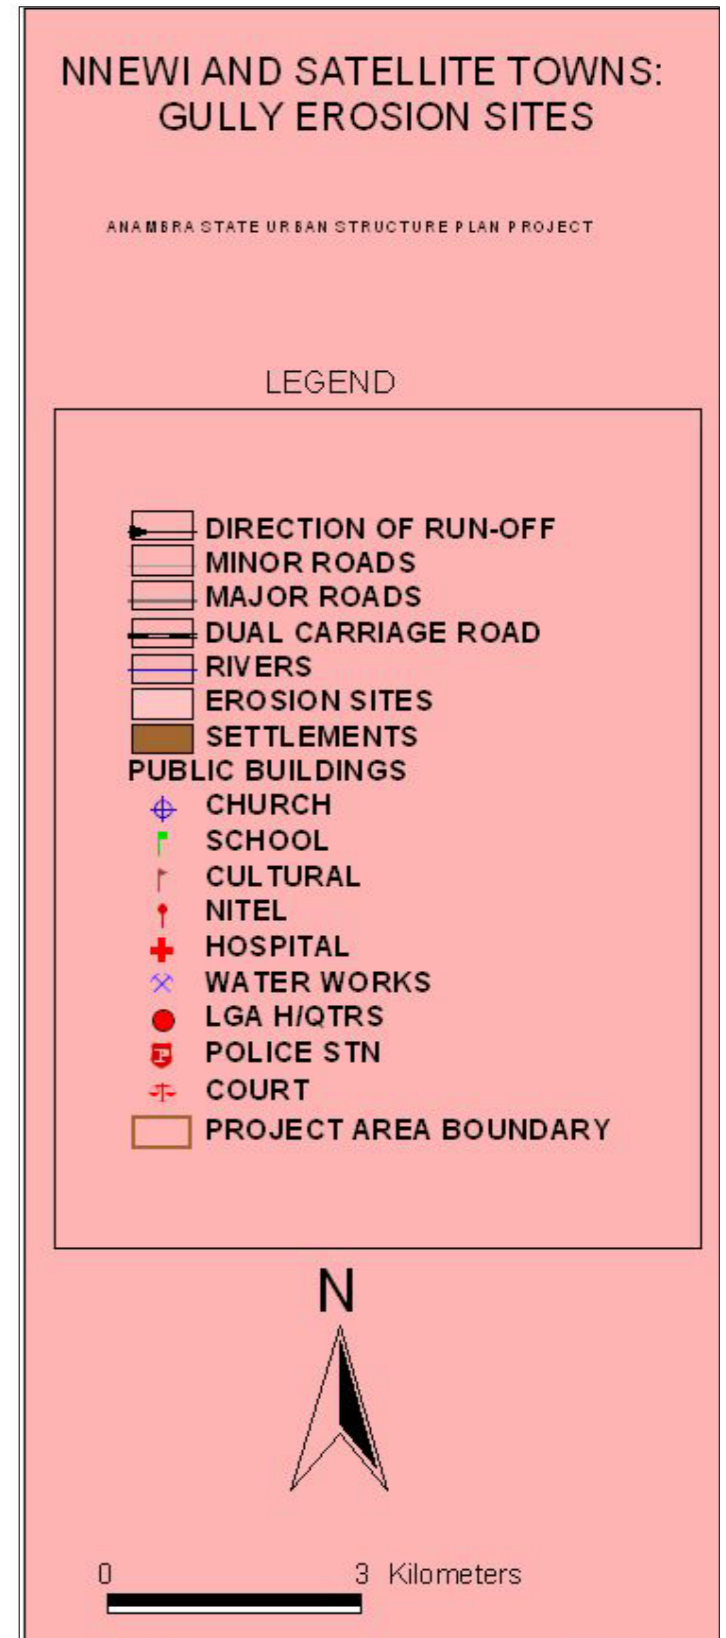 NNEWI AND SATELLITE TOWNS:
GULLY EROSION SITES
ANAMBRA STATE URBAN STRUCTURE PLAN PROJECT
LEGEND
DIRECTION OF RUN-OFF
MINOR ROADS
MAJOR ROADS
DUAL CARRIAGE ROAD
RIVERS
EROSION SITES
SETTLEMENTS
PUBLIC BUILDINGS
CHURCH
SCHOOL
CULTURAL
NITEL
HOSPITAL
WATER WORKS
LGA H/QTRS
P POLICE STN
COURT
PROJECT AREA BOUNDARY
N
0 3 Kilometers